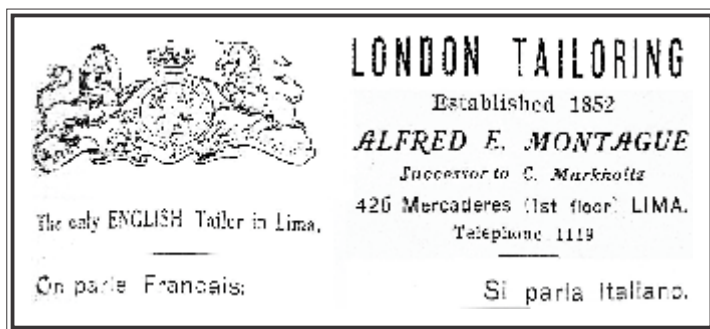 The only ENGLISH Tailor in Lima.
On parle Francais:
LONDON TAILORING
Established 1852
ALFRED E. MONTAGUE
Successor to C. Markholtz
426 Mercaderes (1st floor) LIMA.
Telephone 1119
Si parla Italiano.